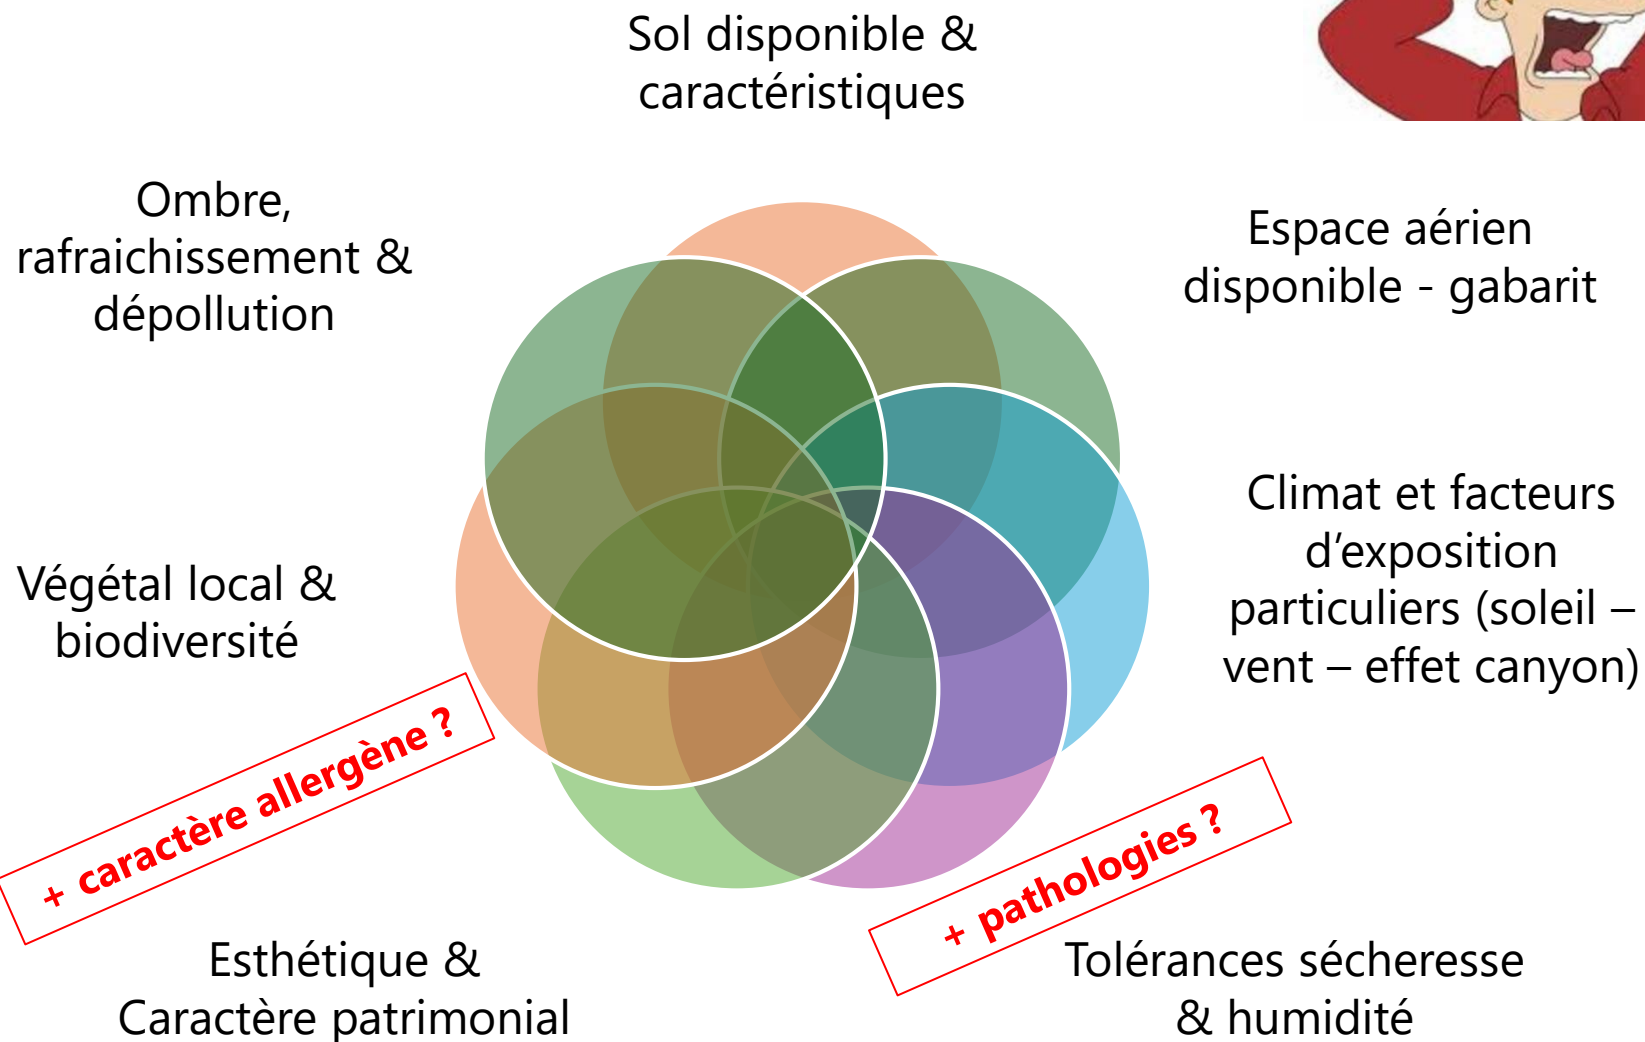 Sol disponible &
caractéristiques
Ombre,
rafraichissement &
dépollution
Espace aérien
disponible - gabarit
Climat et facteurs
d’exposition
particuliers (soleil –
vent – effet canyon)
Végétal local &
biodiversité
+ caractère allergène ?
+ pathologies ?
Esthétique &
Caractère patrimonial
Tolérances sécheresse
& humidité